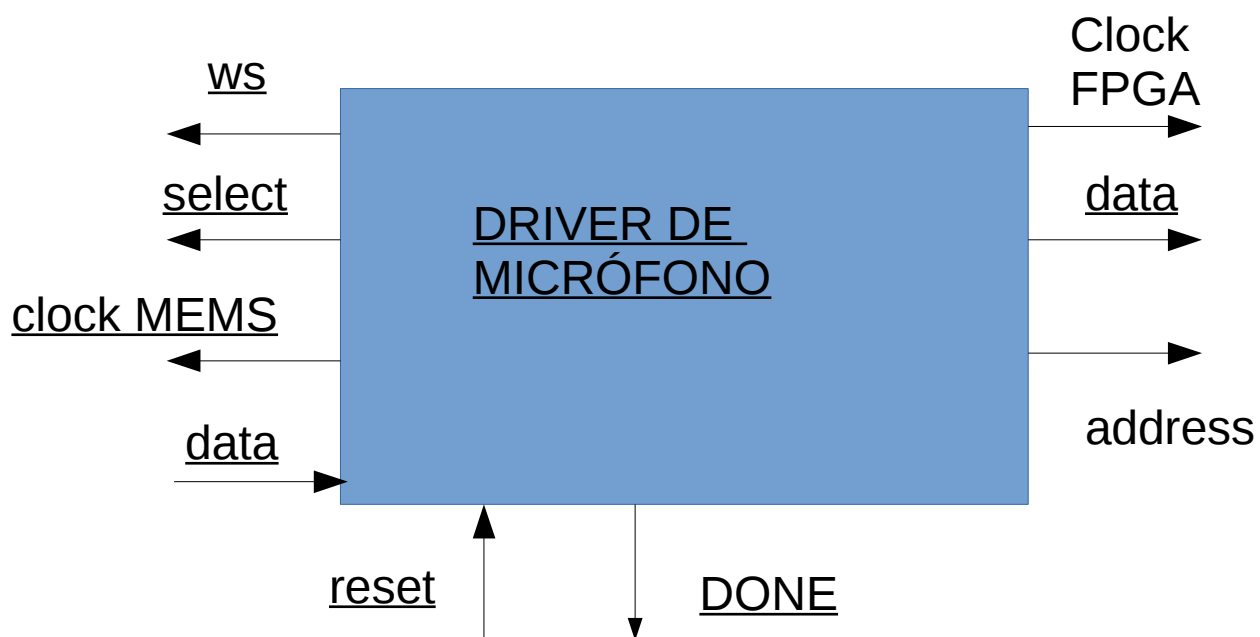 ws
select
clock MEMS
data
DRIVER DE
MICRÓFONO
Clock
FPGA
data
address
reset
DONE